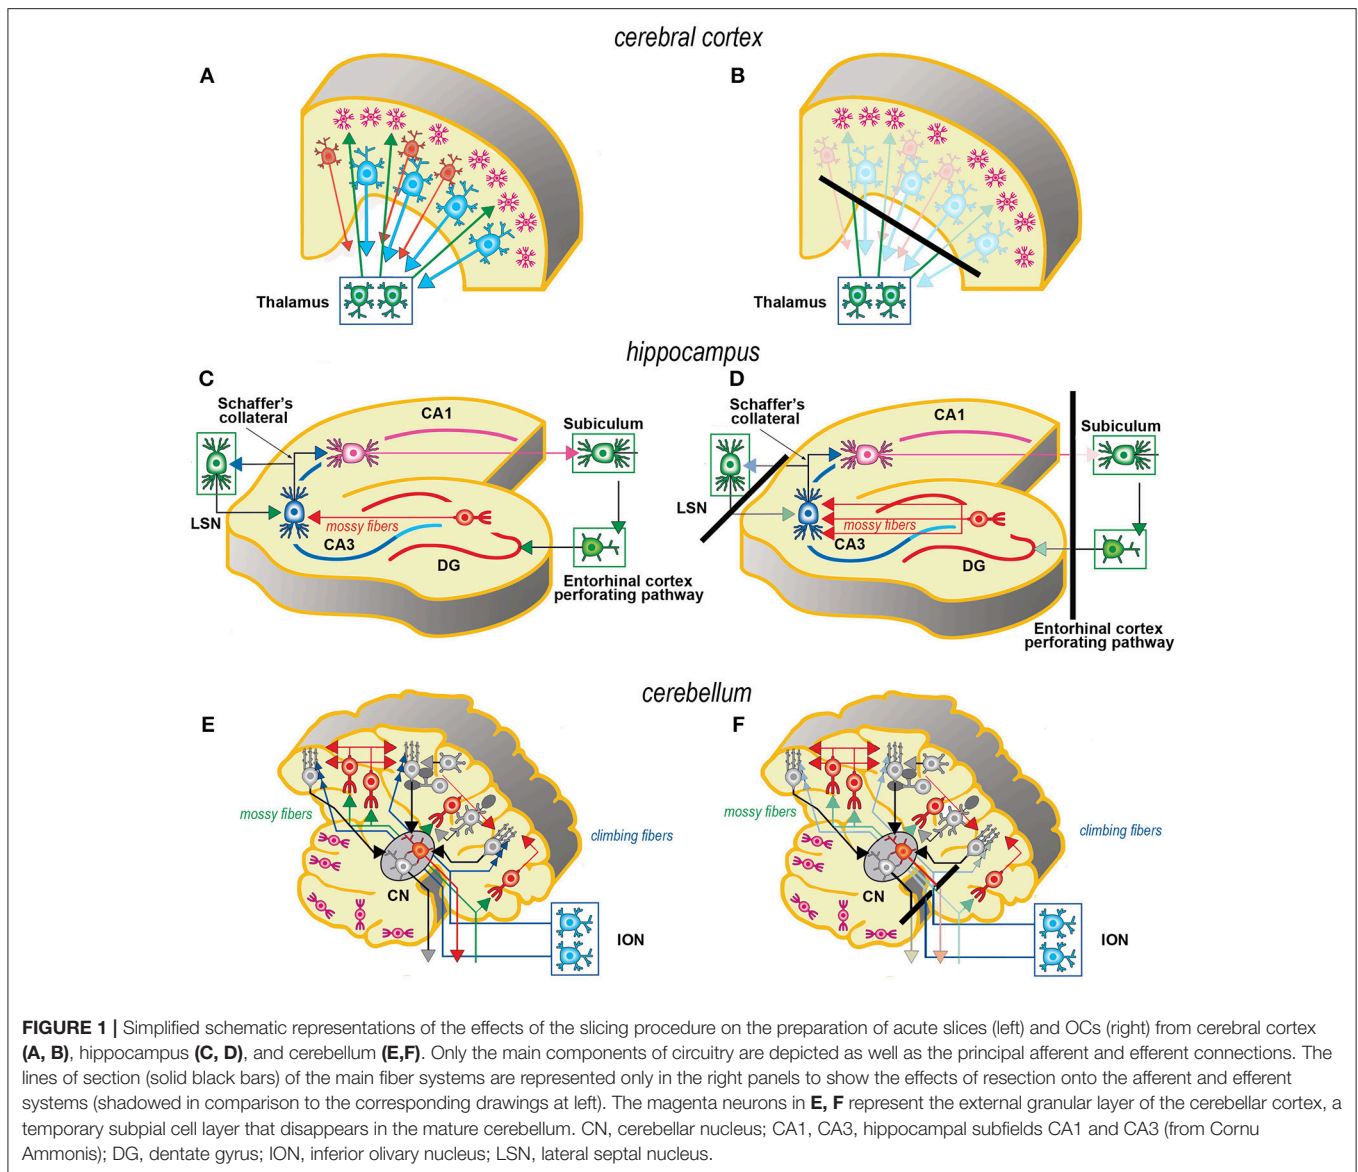 cerebral cortex
A
B
Thalamus
Thalamus
hippocampus
C
D
Schaffer's
collateral
CA1
Subiculum
LSN
mossy fibers
CA3
DG
Entorhinal cortex
perforating pathway
Schaffer's
collateral
CA1
Subiculum
LSN
mossy fibers
CA3
DG
Entorhinal cortex
perforating pathway
cerebellum
E
F
mossy fibers
climbing fibers
CN
ION
mossy fibers
climbing fibers
CN
ION
FIGURE 1 | Simplified schematic representations of the effects of the slicing procedure on the preparation of acute slices (left) and OCs (right) from cerebral cortex
(A, B), hippocampus (C, D), and cerebellum (E,F). Only the main components of circuitry are depicted as well as the principal afferent and efferent connections. The
lines of section (solid black bars) of the main fiber systems are represented only in the right panels to show the effects of resection onto the afferent and efferent
systems (shadowed in comparison to the corresponding drawings at left). The magenta neurons in E, F represent the external granular layer of the cerebellar cortex, a
temporary subpial cell layer that disappears in the mature cerebellum. CN, cerebellar nucleus; CA1, CA3, hippocampal subfields CA1 and CA3 (from Cornu
Ammonis); DG, dentate gyrus; ION, inferior olivary nucleus; LSN, lateral septal nucleus.